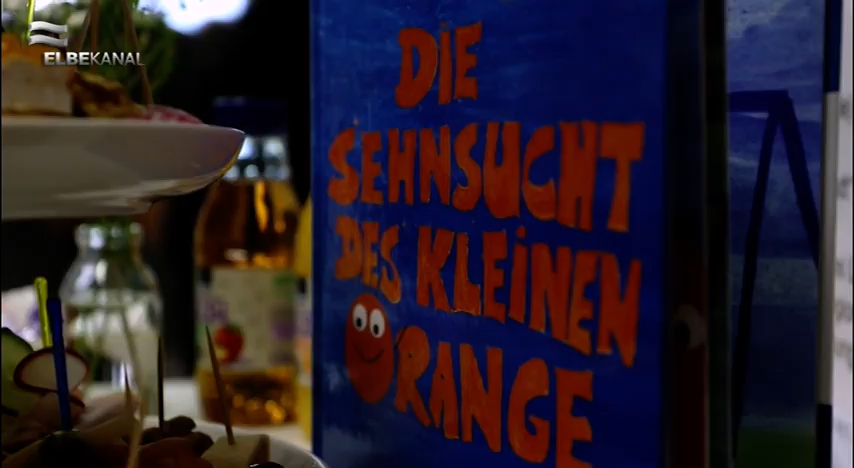 ELBEKANAL
DIE
SEHNSUCHT
DES KLEINEN
ORANGE